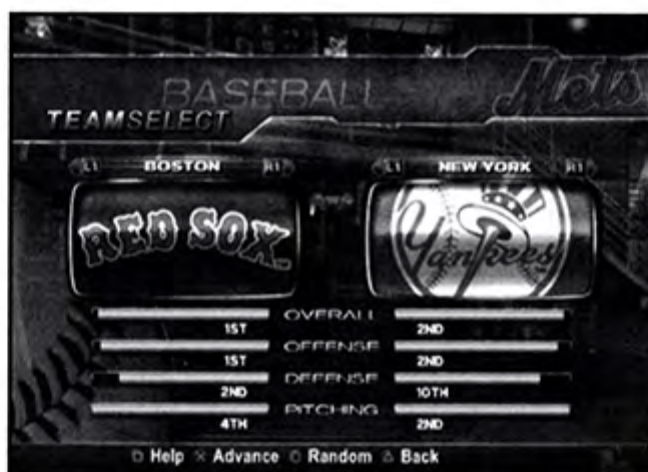 BASEBALL
Mets
TEAMSELECT
L1 BOSTON R1
L1 NEW YORK R1
RED SOX
Yankees
OVERALL
1ST 2ND
OFFENSE
1ST 2ND
DEFENSE
2ND 10TH
PITCHING
4TH 2ND
Help Advance Random Back